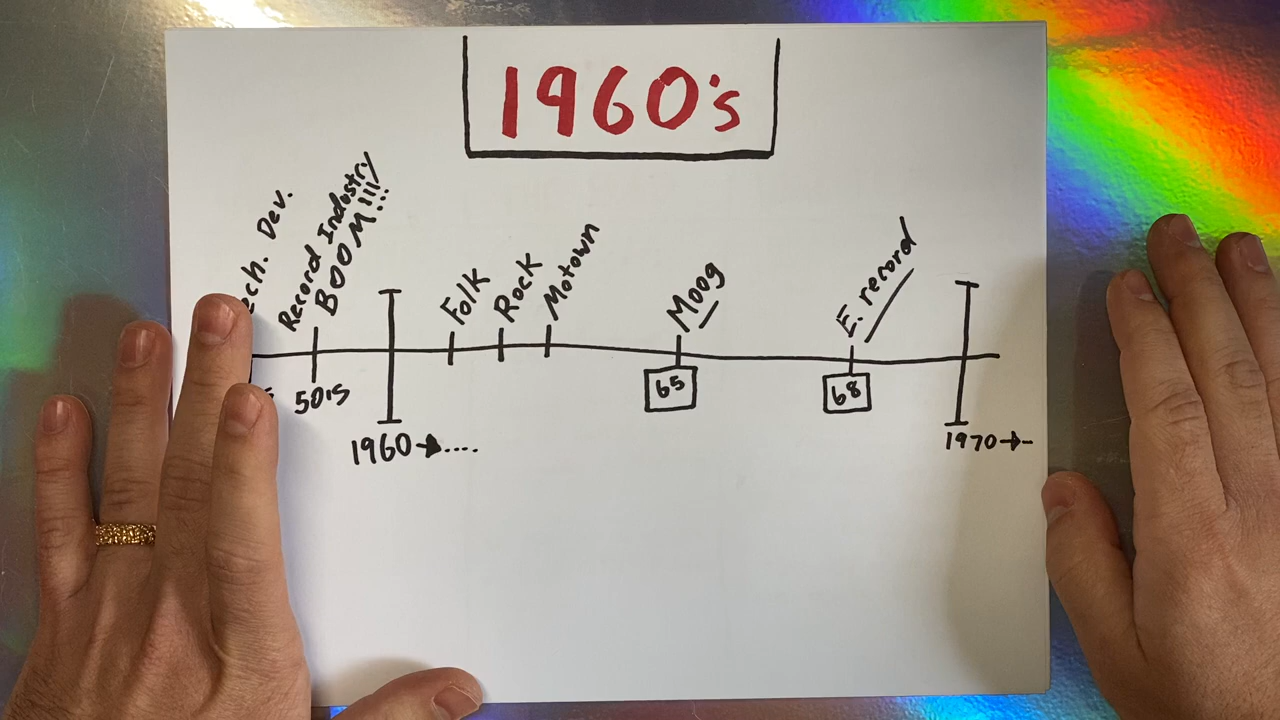 1960's
Dev.
Record Industry
BOOM!!!
Folk
Rock
Motown
Moog
E. record
50's
65
68
1960→....
1970→-